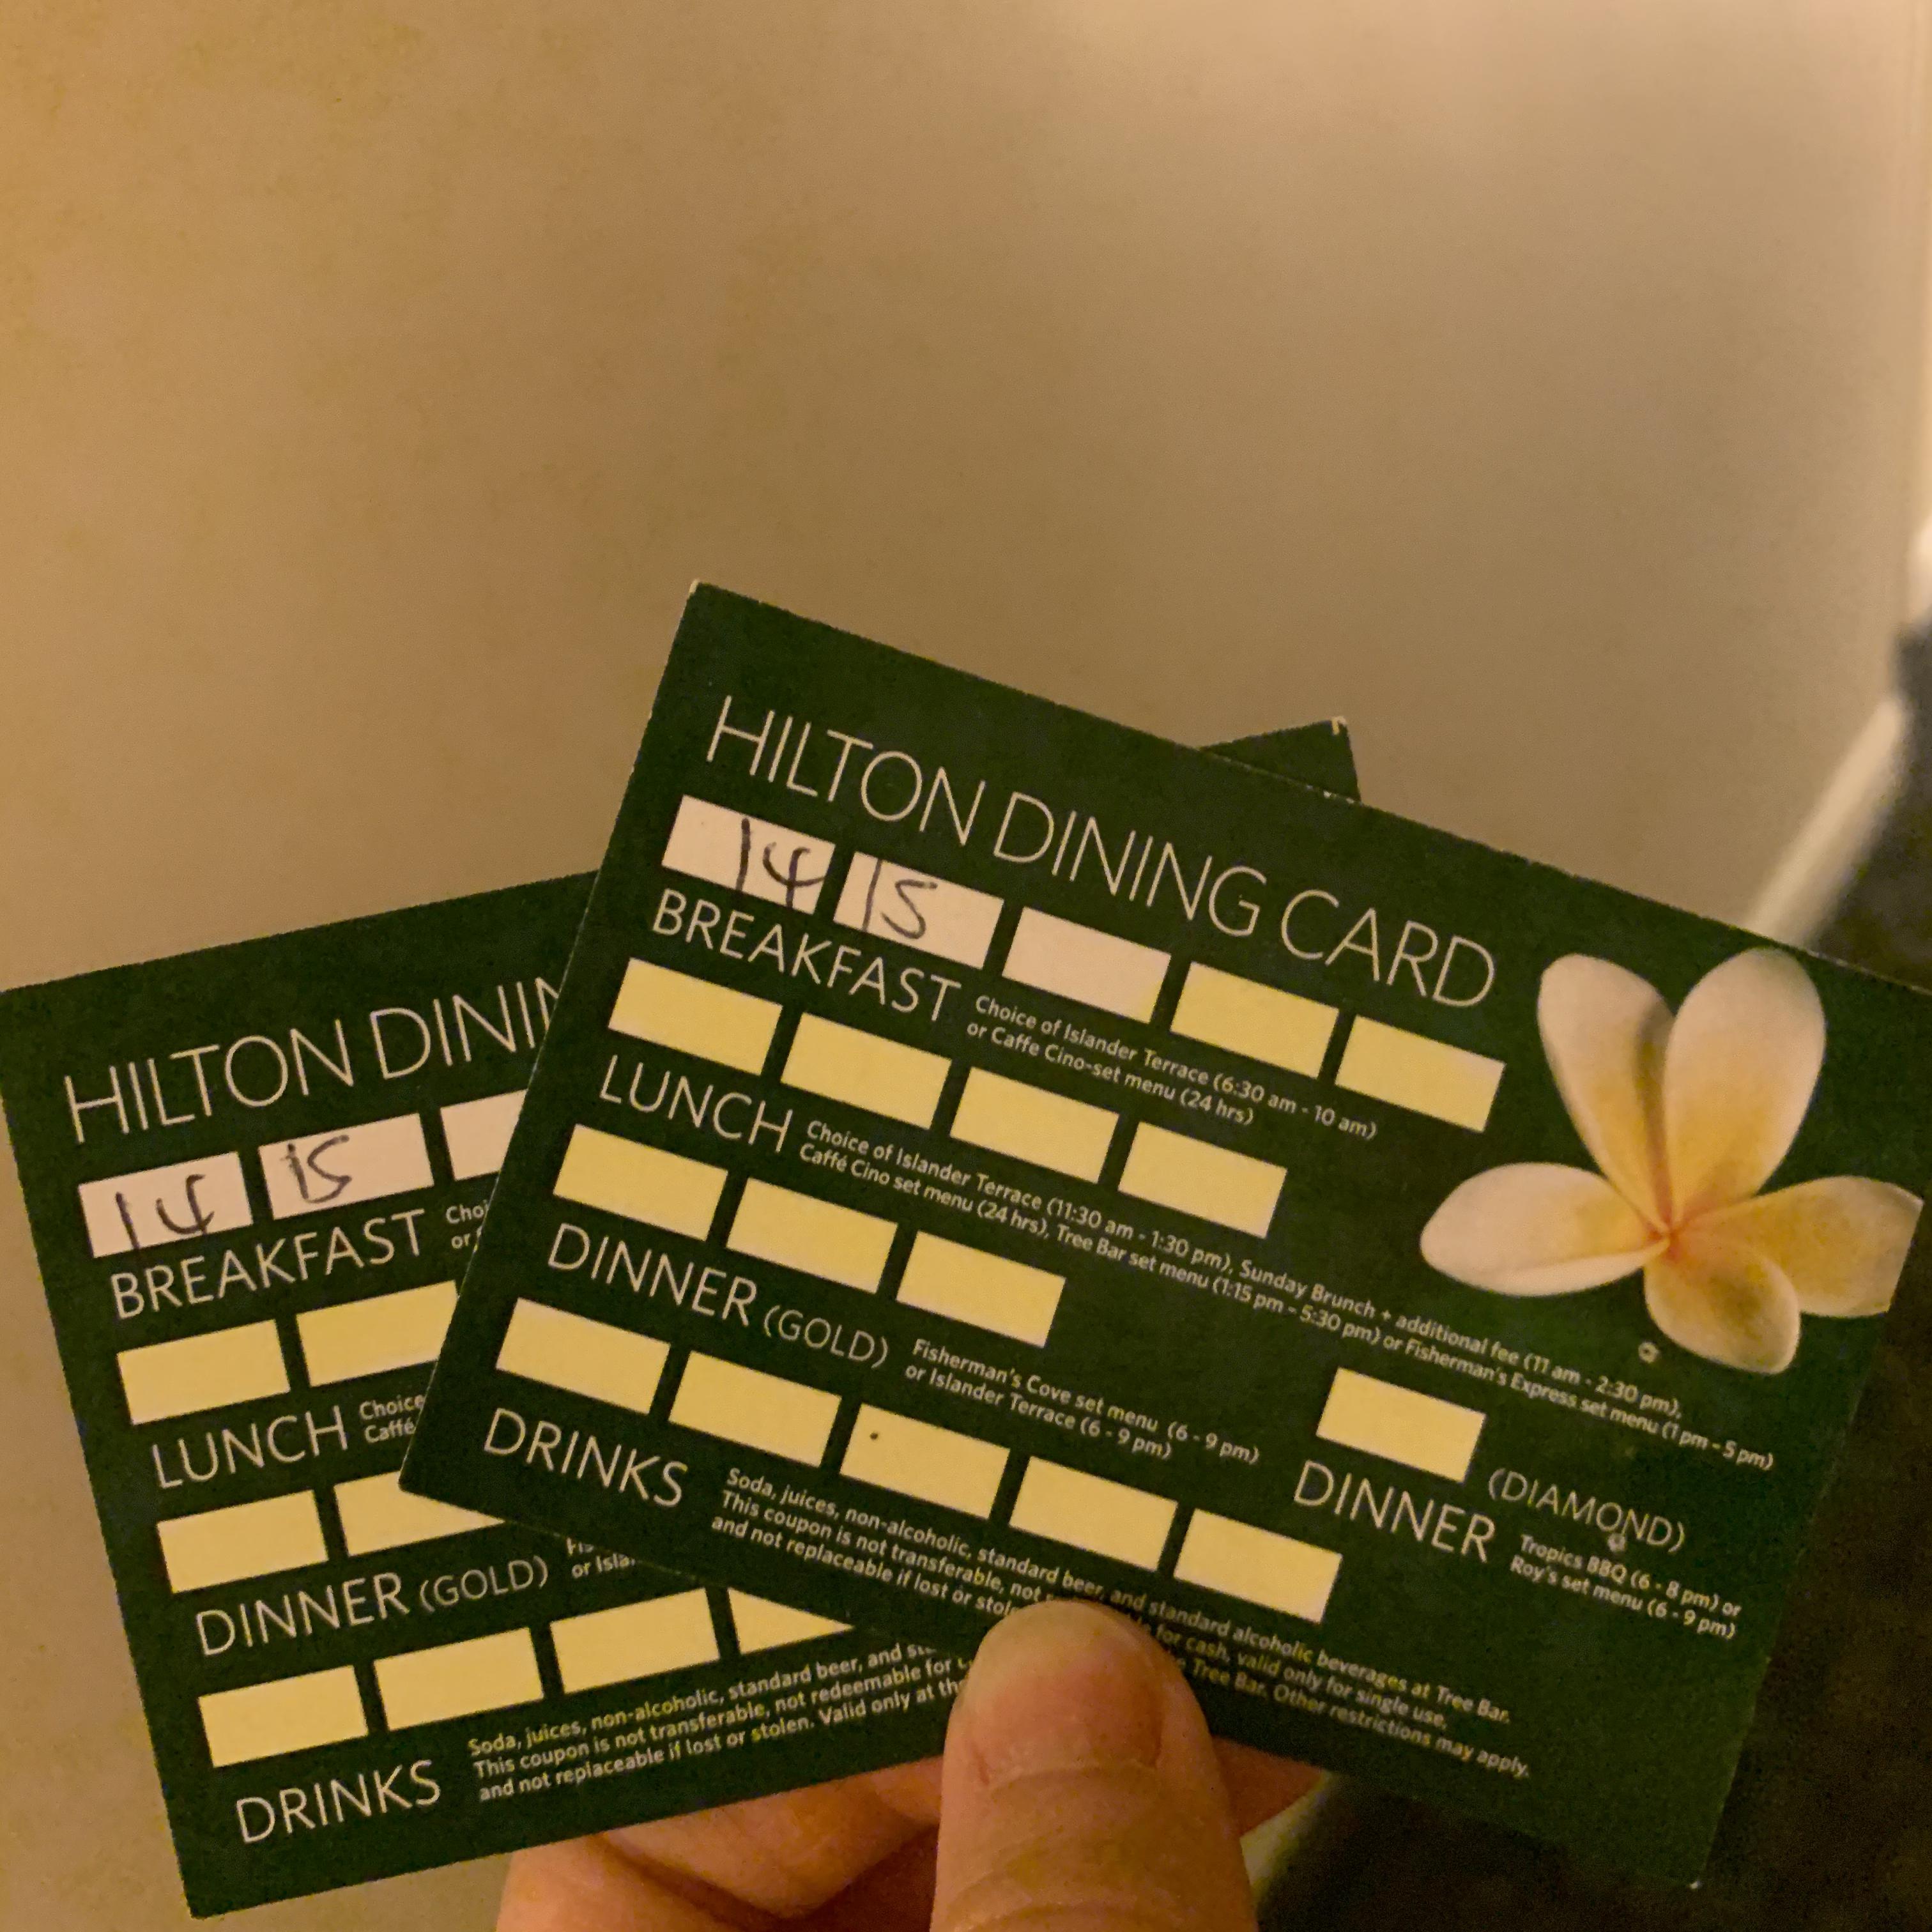 HILTON DINING CARD
14 15
BREAKFAST Choice of Islander Terrace (6:30 am - 10 am)
or Caffe Cino-set menu (24 hrs)
LUNCH Choice of Islander Terrace (11:30 am - 1:30 pm), Sunday Brunch + additional fee (11 am - 2:30 pm),
Caffé Cino set menu (24 hrs), Tree Bar set menu (1:15 pm - 5:30 pm) or Fisherman's Express set menu (1 pm - 5 pm)
DINNER (GOLD) Fisherman's Cove set menu (6 - 9 pm)
or Islander Terrace (6 - 9 pm)
DINNER (DIAMOND)
Tropics BBQ (6 - 8 pm) or
Roy's set menu (6 - 9 pm)
DRINKS Soda, juices, non-alcoholic, standard beer, and standard alcoholic beverages at Tree Bar.
This coupon is not transferable, not for cash, valid only for single use,
and not replaceable if lost or Tree Bar. Other restrictions may apply.
HILTON
14 15
BREAKFAST
or
LUNCH Choice
Caffé
DINNER (GOLD)
or
DRINKS Soda, juices, non-alcoholic, standard beer, and
This coupon is not transferable, not redeemable for
and not replaceable if lost or stolen. Valid only at